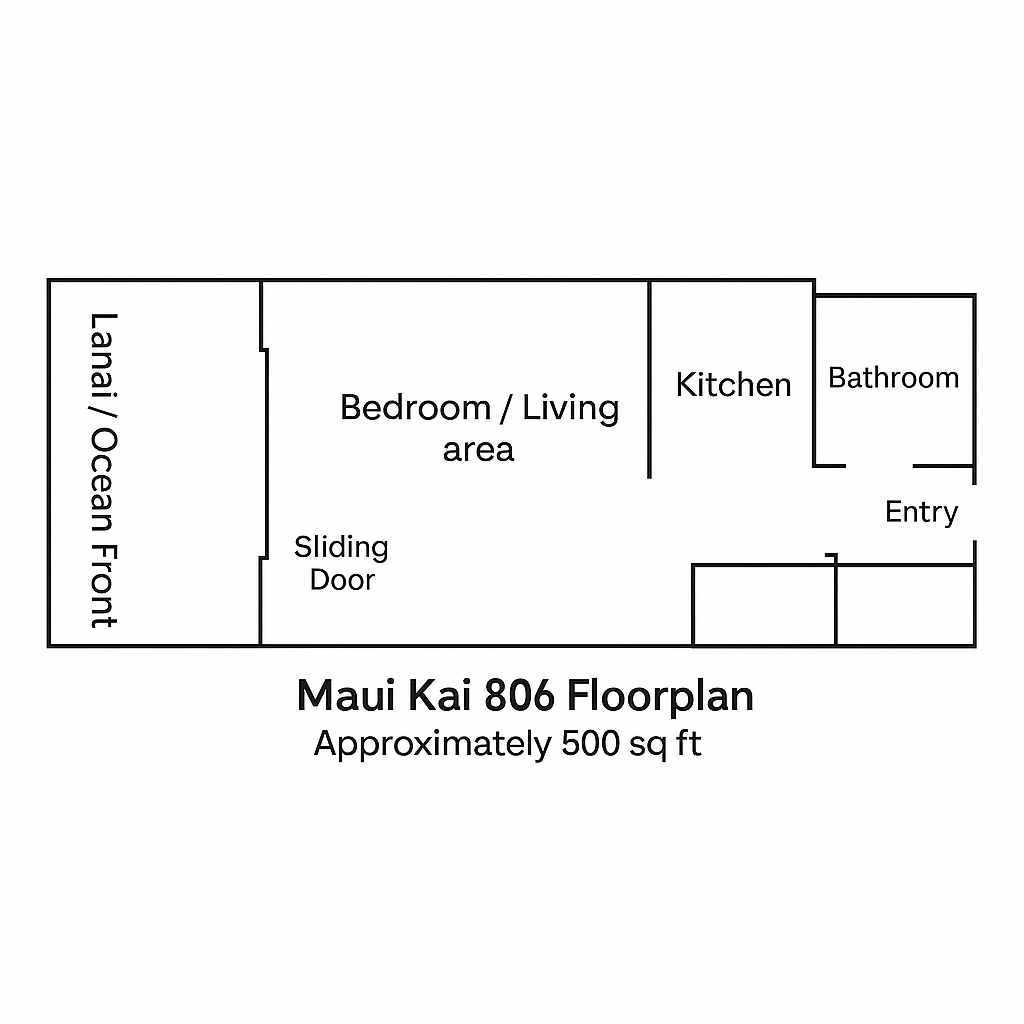 Lanai / Ocean Front
Bedroom / Living
area
Kitchen
Bathroom
Entry
Sliding
Door
Maui Kai 806 Floorplan
Approximately 500 sq ft